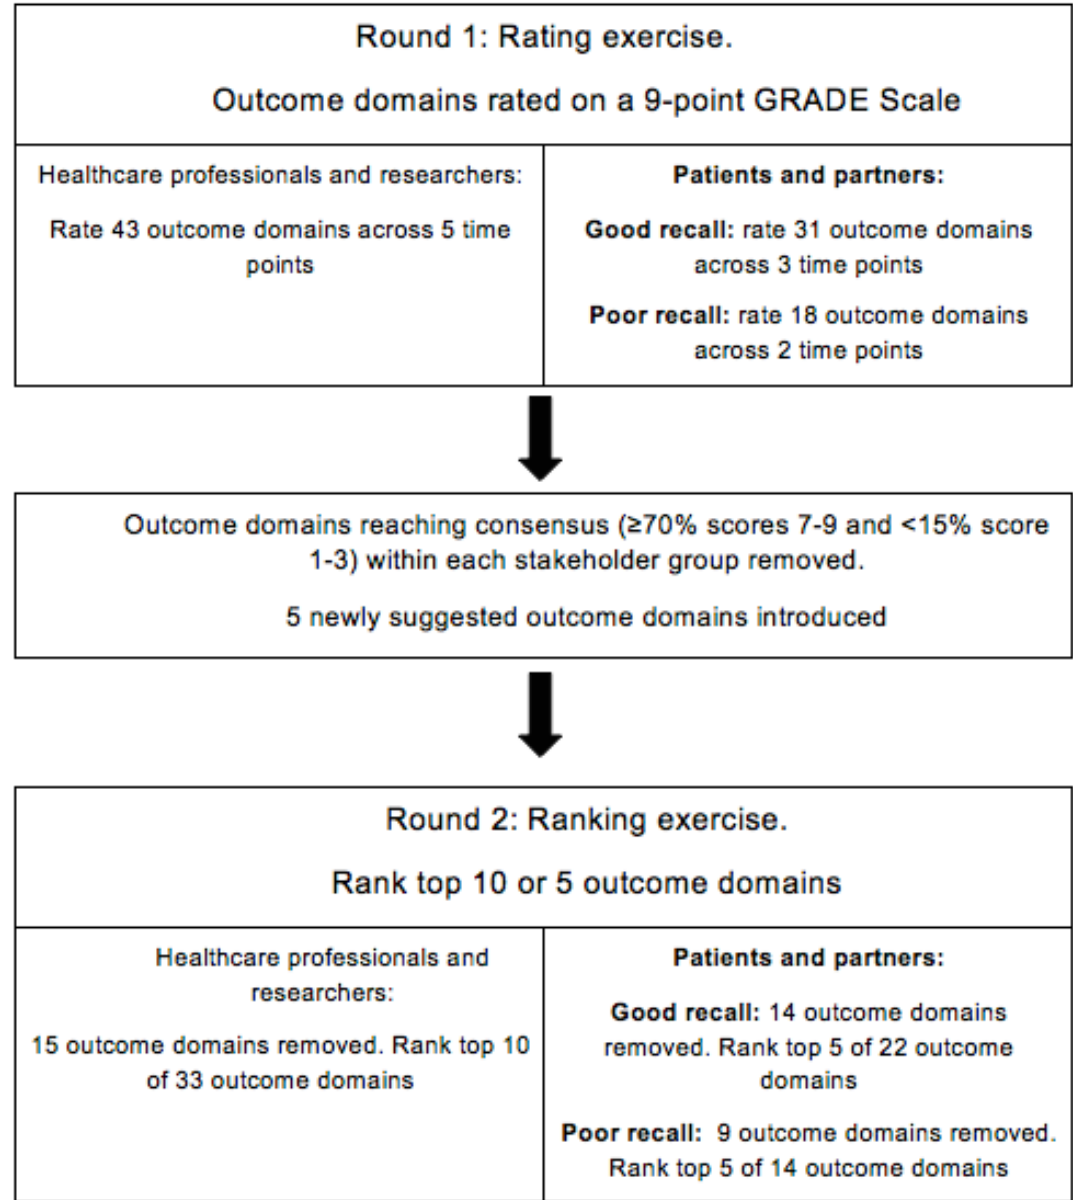 Round 1: Rating exercise.
Outcome domains rated on a 9-point GRADE Scale
Healthcare professionals and researchers:
Rate 43 outcome domains across 5 time
points
Patients and partners:
Good recall: rate 31 outcome domains
across 3 time points
Poor recall: rate 18 outcome domains
across 2 time points
Outcome domains reaching consensus (≥70% scores 7-9 and <15% score
1-3) within each stakeholder group removed.
5 newly suggested outcome domains introduced
Round 2: Ranking exercise.
Rank top 10 or 5 outcome domains
Healthcare professionals and
researchers:
15 outcome domains removed. Rank top 10
of 33 outcome domains
Patients and partners:
Good recall: 14 outcome domains
removed. Rank top 5 of 22 outcome
domains
Poor recall:  9 outcome domains removed.
Rank top 5 of 14 outcome domains